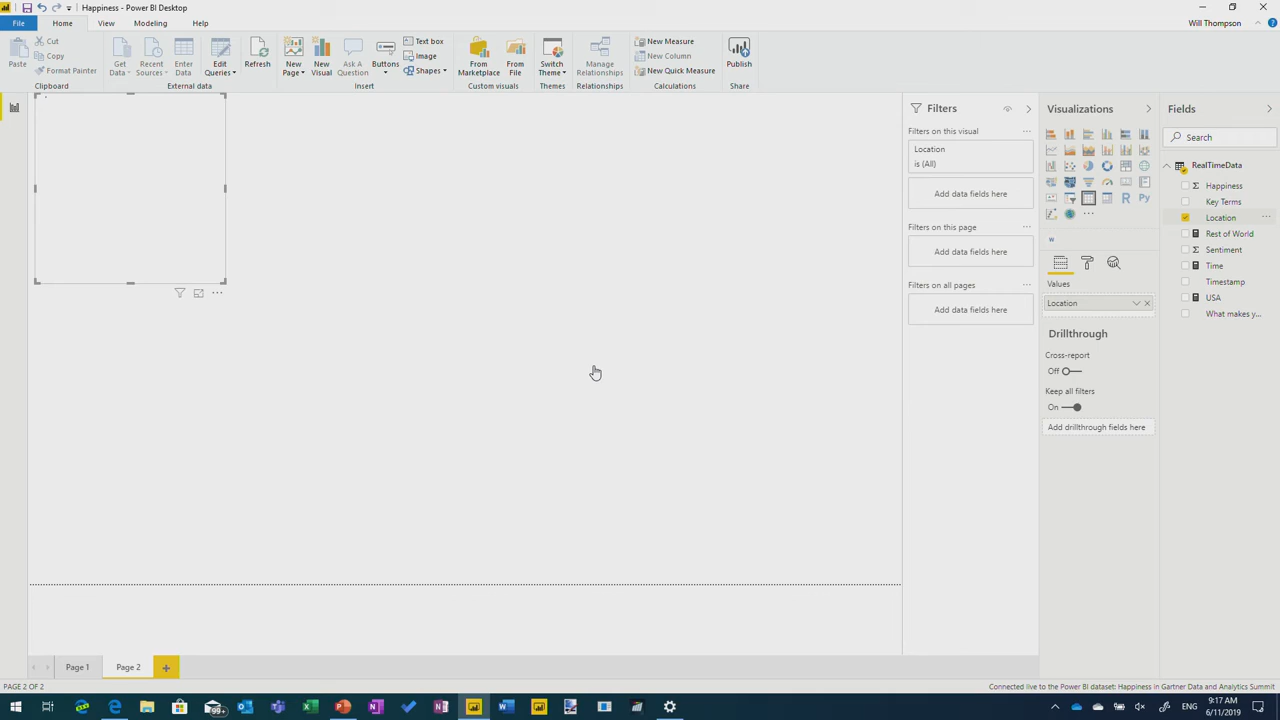 Happiness - Power BI Desktop
File
Home
View
Modeling
Help
Will Thompson
Paste
Cut
Copy
Format Painter
Clipboard
Get Data
Recent Sources
Enter Data
Edit Queries
Refresh
External data
New Page
New Visual
Ask A Question
Buttons
Text box
Image
Shapes
Insert
From Marketplace
From File
Custom visuals
Switch Theme
Themes
Manage Relationships
Relationships
New Measure
New Column
New Quick Measure
Calculations
Publish
Share
Filters
Filters on this visual
Location
is (All)
Add data fields here
Filters on this page
Add data fields here
Filters on all pages
Add data fields here
Visualizations
R
Py
Values
Location
Drillthrough
Cross-report
Off
Keep all filters
On
Add drillthrough fields here
Fields
Search
RealTimeData
Happiness
Key Terms
Location
Rest of World
Sentiment
Time
Timestamp
USA
What makes y...
Page 1
Page 2
PAGE 2 OF 2
Connected live to the Power BI dataset: Happiness in Gartner Data and Analytics Summit
99+
9:17 AM
6/11/2019